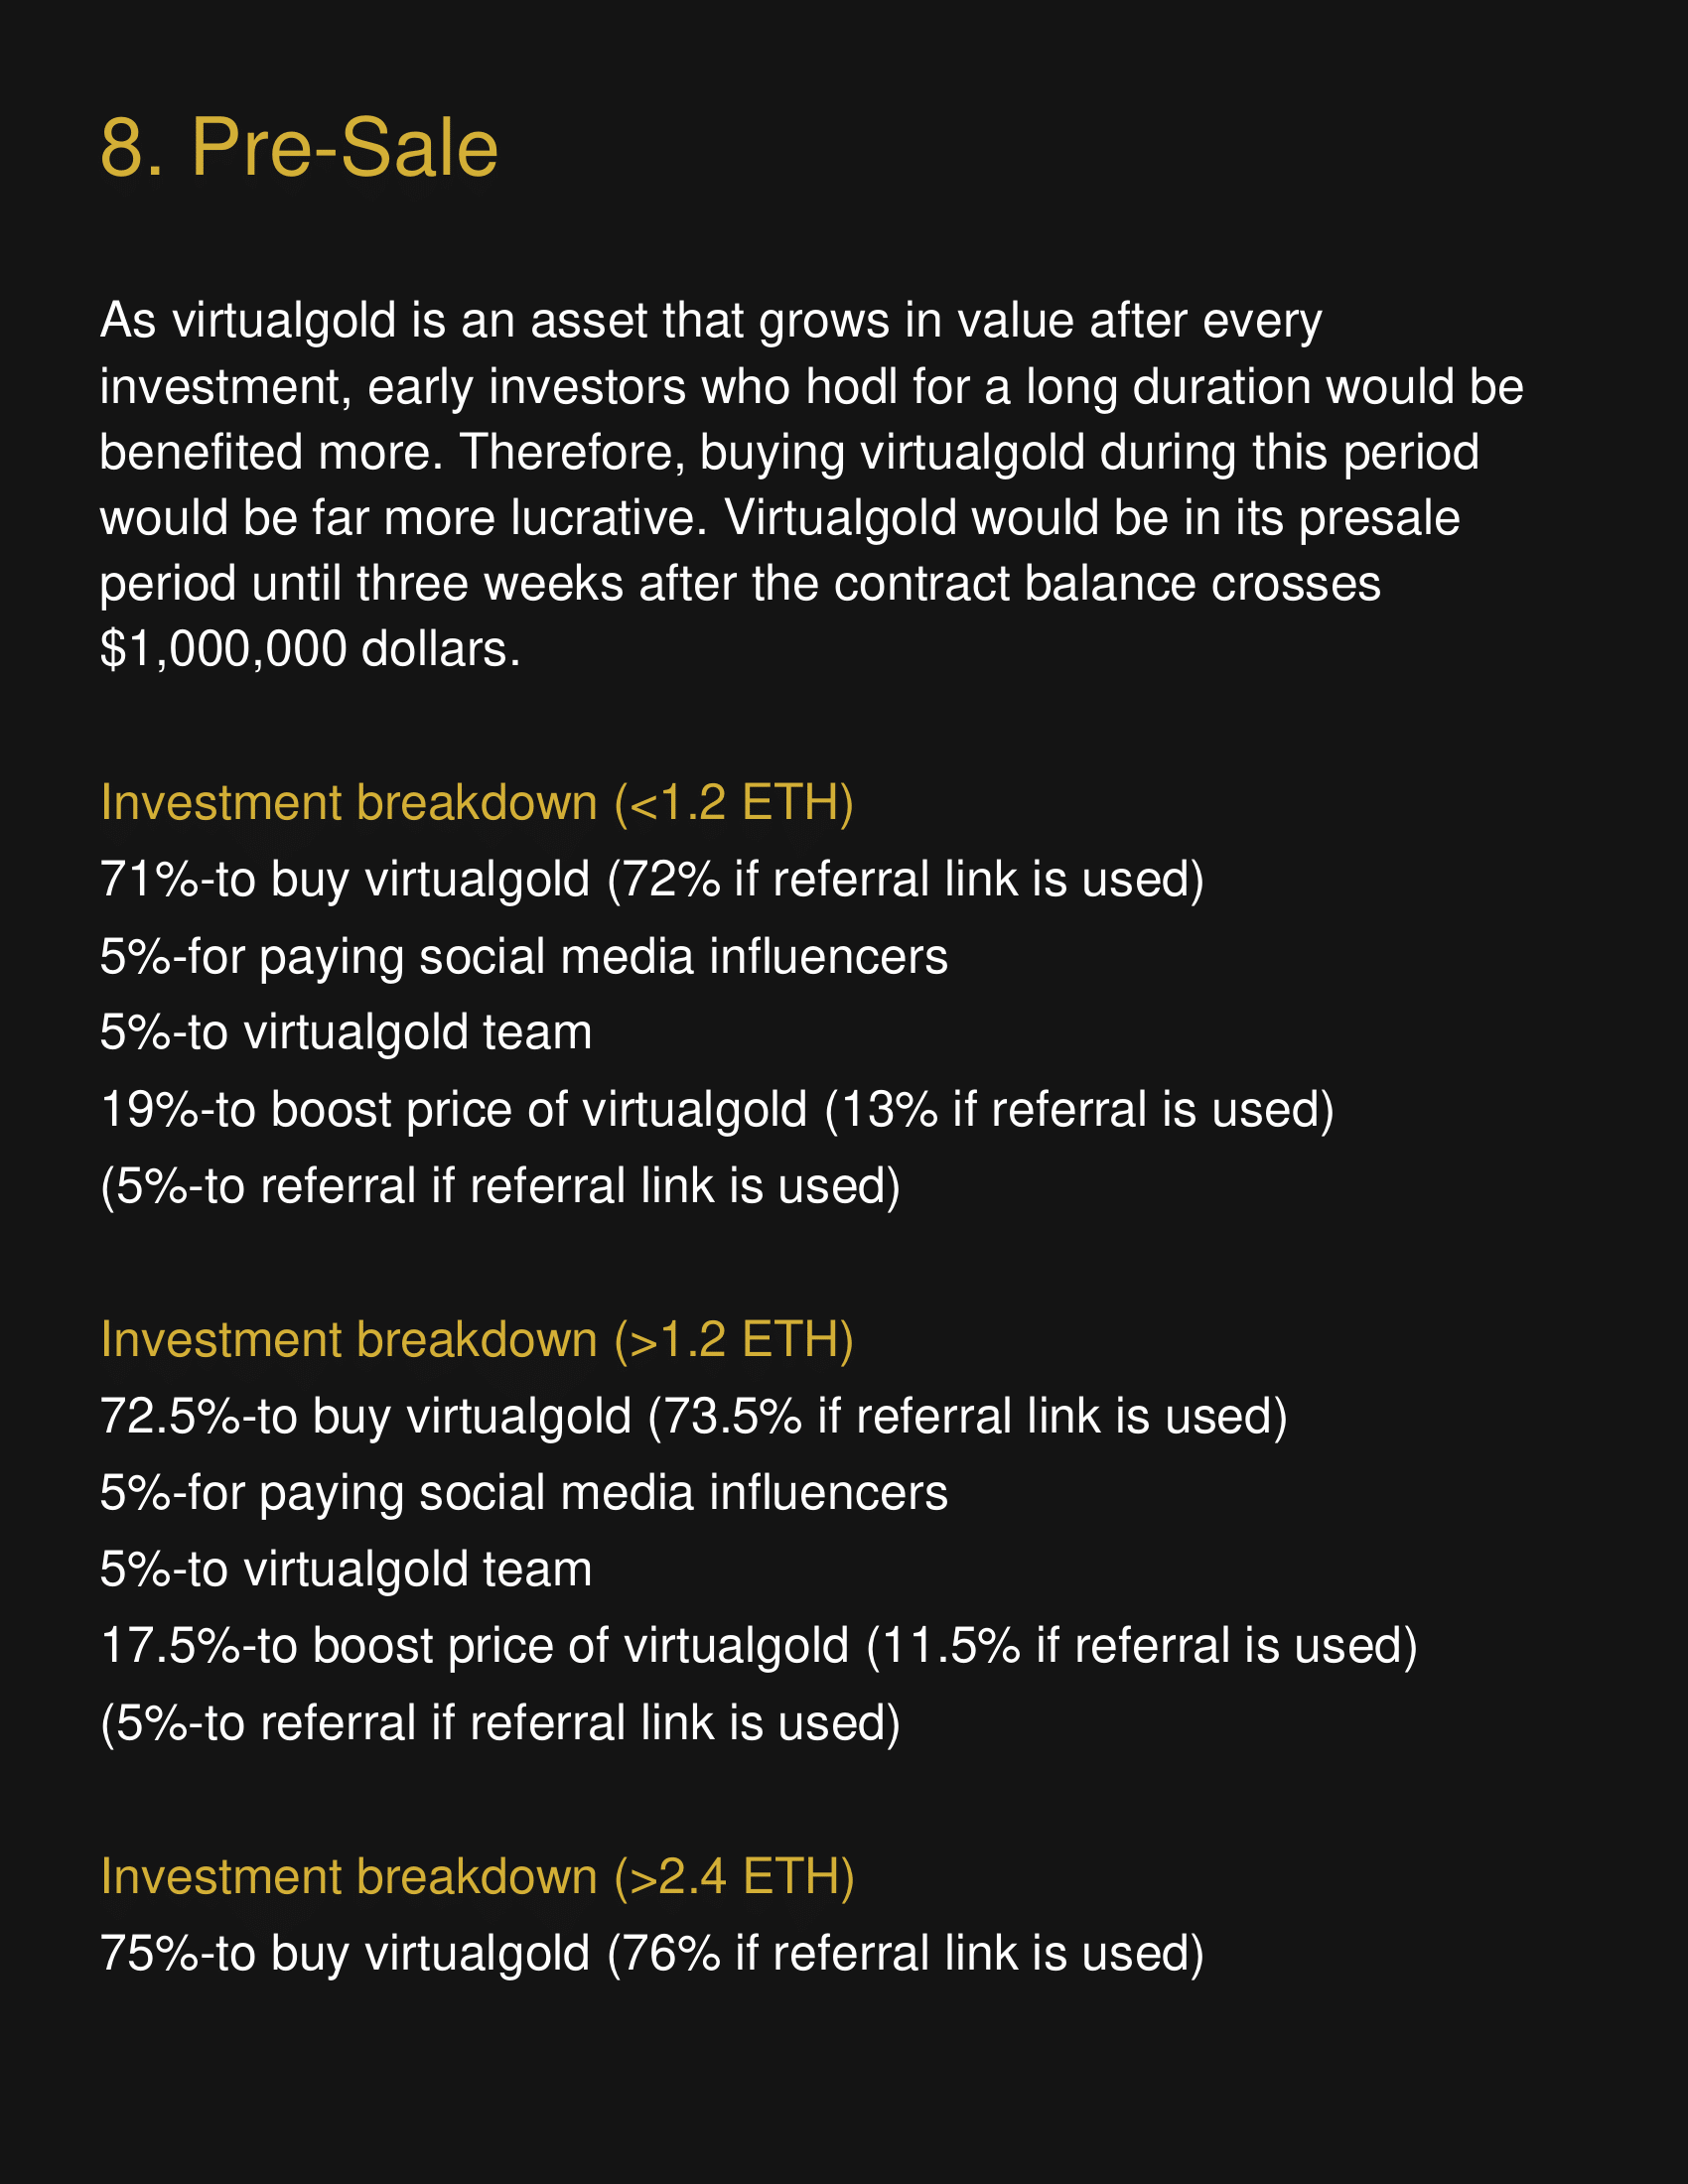 8. Pre-Sale
As virtualgold is an asset that grows in value after every
investment, early investors who hodl for a long duration would be
benefited more. Therefore, buying virtualgold during this period
would be far more lucrative. Virtualgold would be in its presale
period until three weeks after the contract balance crosses
$1,000,000 dollars.
Investment breakdown (<1.2 ETH)
71%-to buy virtualgold (72% if referral link is used)
5%-for paying social media influencers
5%-to virtualgold team
19%-to boost price of virtualgold (13% if referral is used)
(5%-to referral if referral link is used)
Investment breakdown (>1.2 ETH)
72.5%-to buy virtualgold (73.5% if referral link is used)
5%-for paying social media influencers
5%-to virtualgold team
17.5%-to boost price of virtualgold (11.5% if referral is used)
(5%-to referral if referral link is used)
Investment breakdown (>2.4 ETH)
75%-to buy virtualgold (76% if referral link is used)